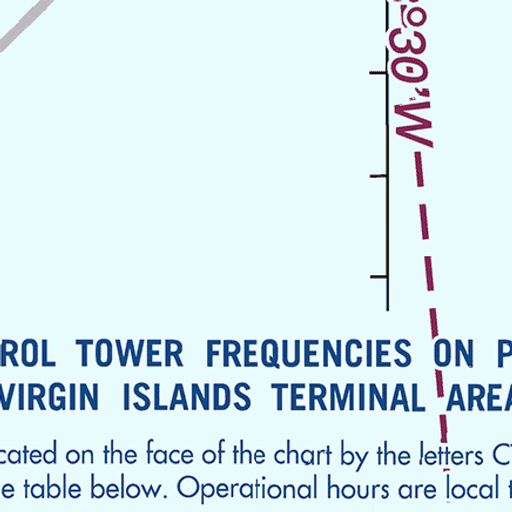 °30'W
ROL TOWER FREQUENCIES ON P
VIRGIN ISLANDS TERMINAL AREA
cated on the face of the chart by the letters CT
e table below. Operational hours are local t